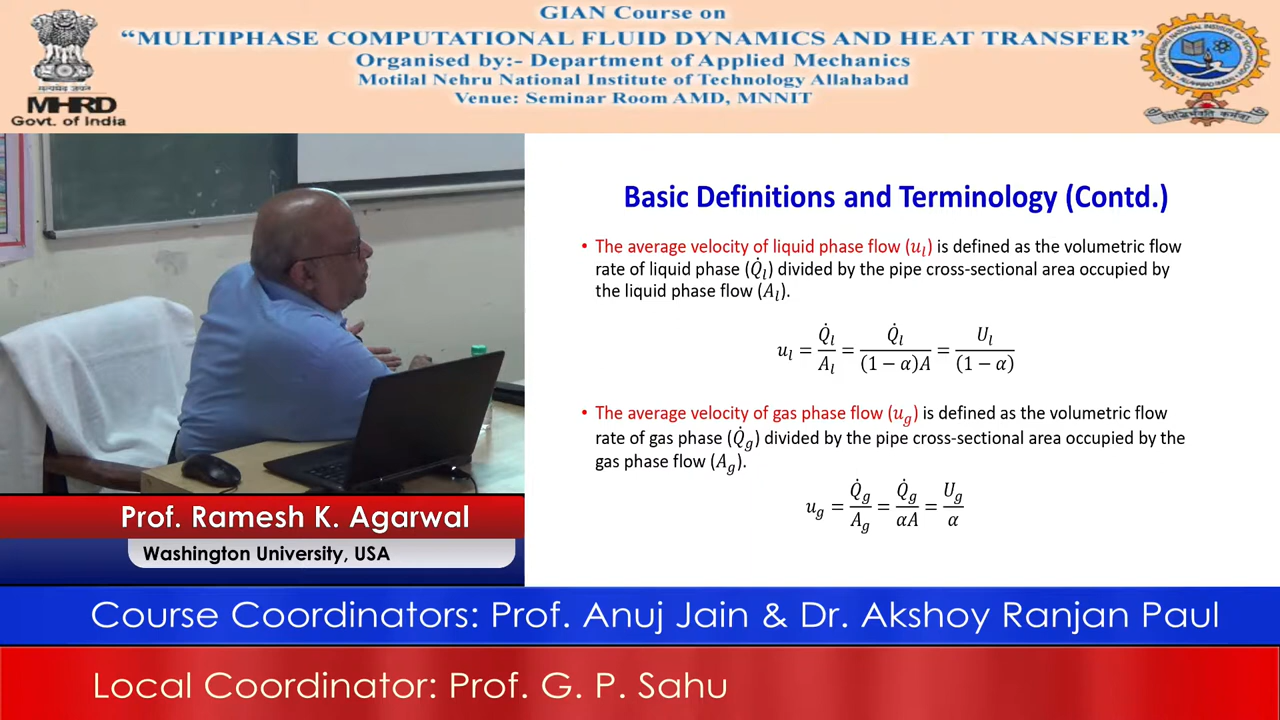 GIAN Course on
“MULTIPHASE COMPUTATIONAL FLUID DYNAMICS AND HEAT TRANSFER”
Organised by:- Department of Applied Mechanics
Motilal Nehru National Institute of Technology Allahabad
Venue: Seminar Room AMD, MNNIT
सत्यमेव जयते
MHRD
Govt. of India
Basic Definitions and Terminology (Contd.)
• The average velocity of liquid phase flow (u_l) is defined as the volumetric flow
rate of liquid phase (Q̇_l) divided by the pipe cross-sectional area occupied by
the liquid phase flow (A_l).
u_l = Q̇_l / A_l = Q̇_l / (1 − α)A = U_l / (1 − α)
• The average velocity of gas phase flow (u_g) is defined as the volumetric flow
rate of gas phase (Q̇_g) divided by the pipe cross-sectional area occupied by the
gas phase flow (A_g).
u_g = Q̇_g / A_g = Q̇_g / αA = U_g / α
Prof. Ramesh K. Agarwal
Washington University, USA
Course Coordinators: Prof. Anuj Jain & Dr. Akshoy Ranjan Paul
Local Coordinator: Prof. G. P. Sahu